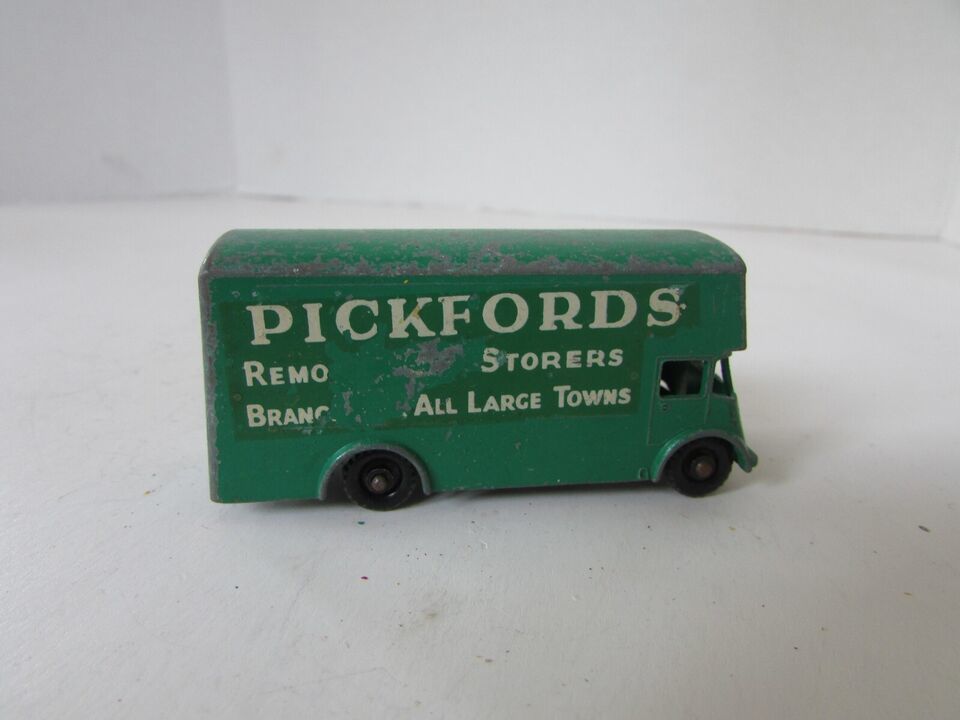 PICKFORDS
REMO STORERS
BRANC ALL LARGE TOWNS